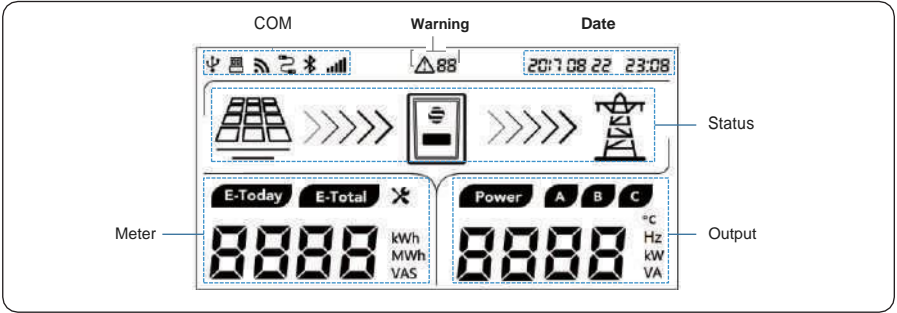 COM Warning Date
88 2017 08 22 23:08
Status
E-Today E-Total Power A B C
°C
Meter 8888 kWh 8888 Hz Output
MWh kW
VAS VA